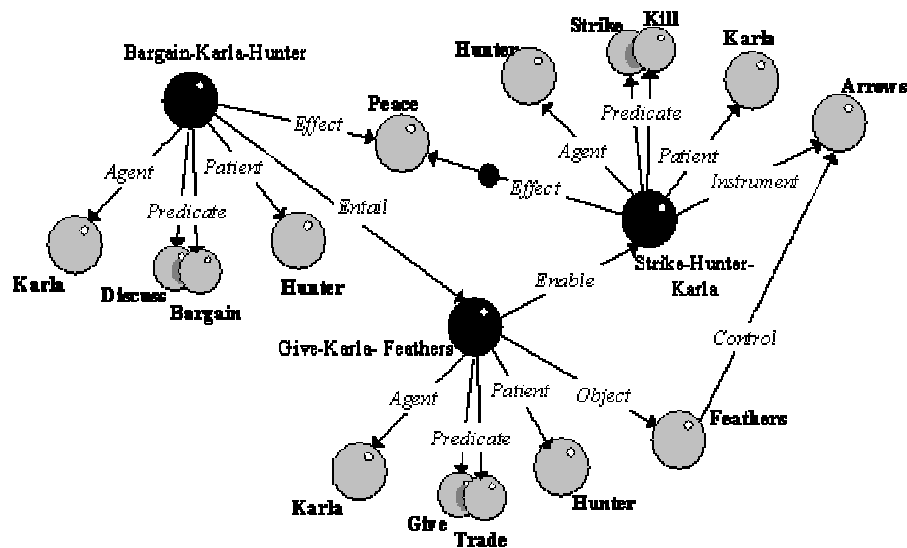 Bargain-Karla-Hunter
Effect
Peace
Agent
Patient
Predicate
Entail
Karla
Discuss
Bargain
Hunter
Hunter
Strike
Kill
Karla
Arrows
Predicate
Agent
Patient
Instrument
Effect
Strike-Hunter-
Karla
Enable
Give-Karla- Feathers
Control
Agent
Patient
Object
Predicate
Feathers
Karla
Give
Trade
Hunter